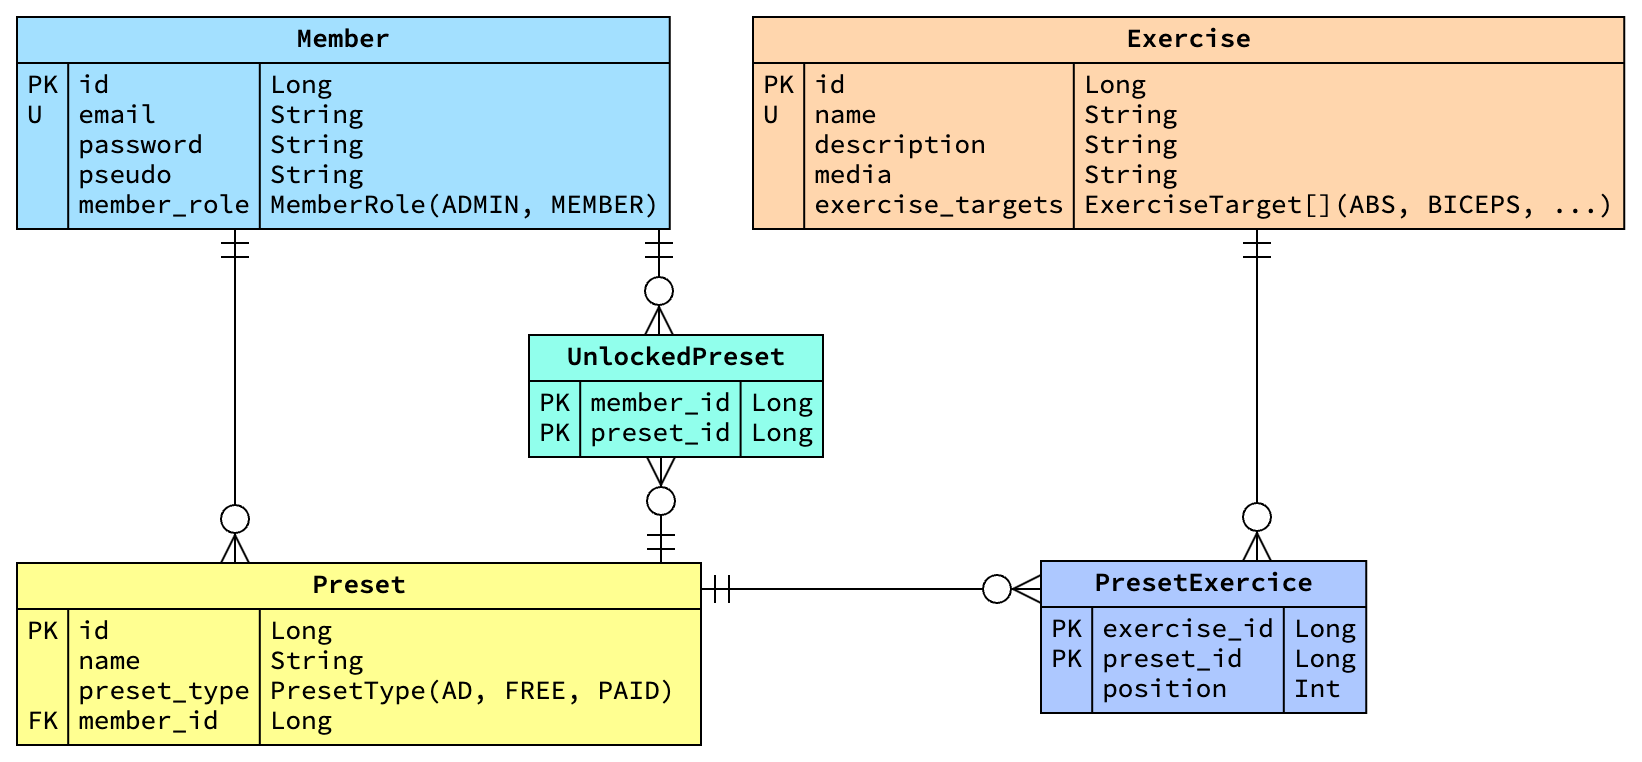 Member
PK id Long
U email String
password String
pseudo String
member_role MemberRole(ADMIN, MEMBER)
Exercise
PK id Long
U name String
description String
media String
exercise_targets ExerciseTarget[](ABS, BICEPS, ...)
UnlockedPreset
PK member_id Long
PK preset_id Long
Preset
PK id Long
name String
preset_type PresetType(AD, FREE, PAID)
FK member_id Long
PresetExercice
PK exercise_id Long
PK preset_id Long
position Int